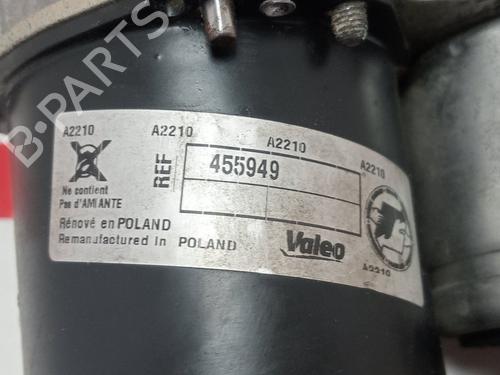 A2210
A2210
A2210
A2210
REF
455949
Ne contient
Pas d'AMIANTE
Rénové en POLAND
Remanufactured in POLAND
Valeo
A2210
B-PARTS